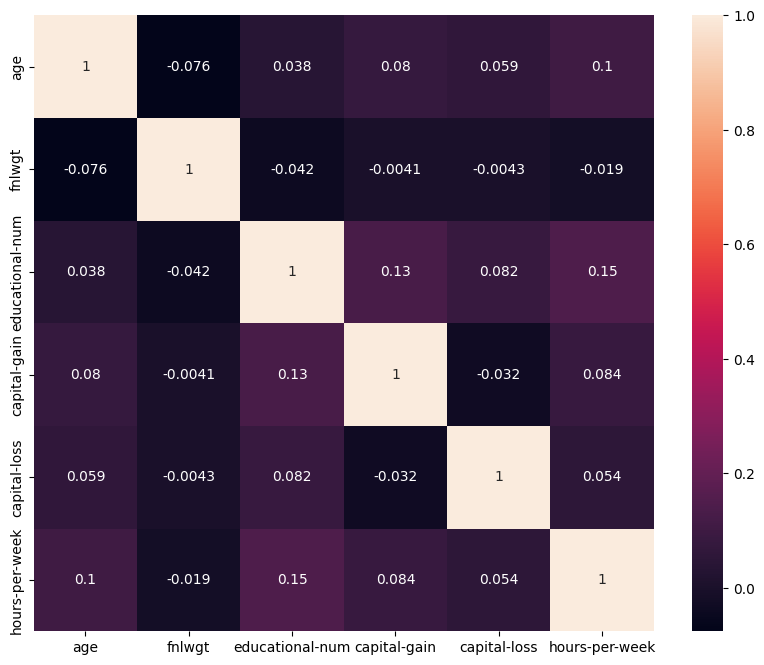 age 1 -0.076 0.038 0.08 0.059 0.1
fnlwgt -0.076 1 -0.042 -0.0041 -0.0043 -0.019
educational-num 0.038 -0.042 1 0.13 0.082 0.15
capital-gain 0.08 -0.0041 0.13 1 -0.032 0.084
capital-loss 0.059 -0.0043 0.082 -0.032 1 0.054
hours-per-week 0.1 -0.019 0.15 0.084 0.054 1
age fnlwgt educational-num capital-gain capital-loss hours-per-week
1.0
0.8
0.6
0.4
0.2
0.0